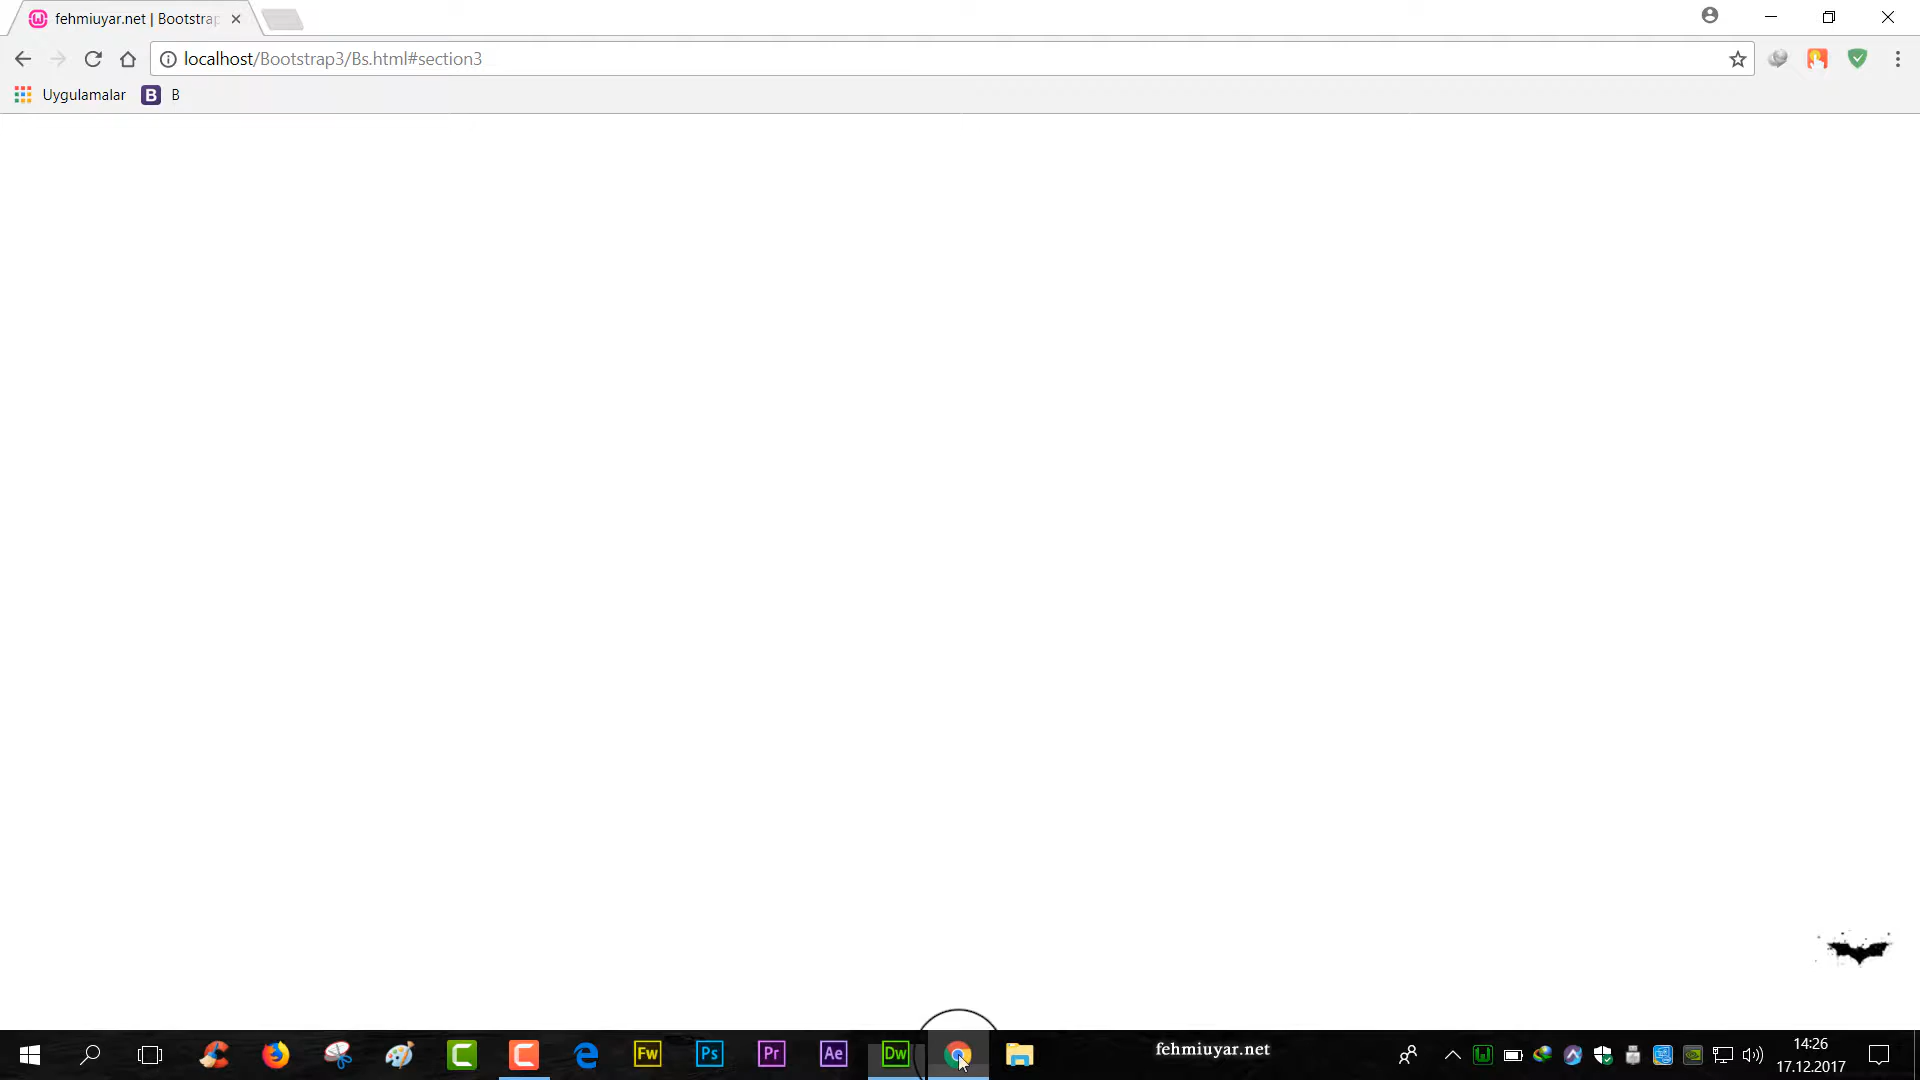 fehmiuyar.net | Bootstrap
localhost/Bootstrap3/Bs.html#section3
Uygulamalar B B
Fw Ps Pr Ae Dw
fehmiuyar.net
14:26
17.12.2017